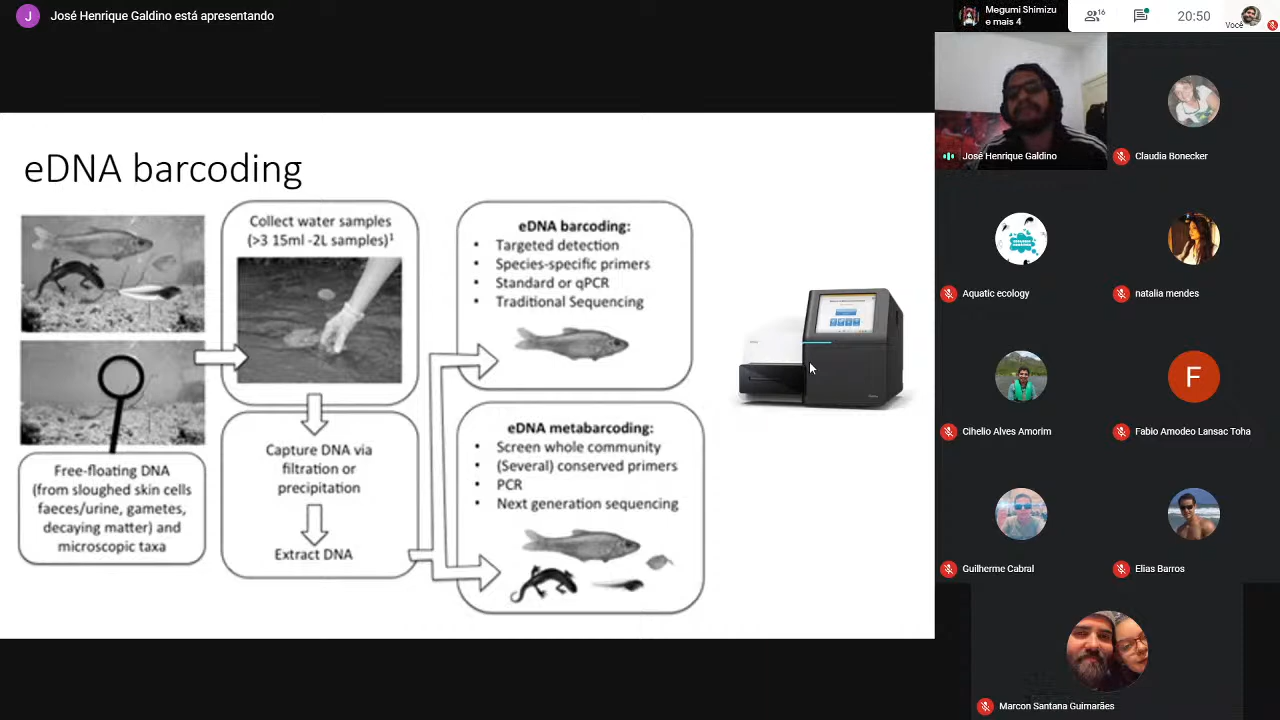 J
José Henrique Galdino está apresentando
Megumi Shimizu
e mais 4
16
20:50
Você
eDNA barcoding
Free-floating DNA
(from sloughed skin cells
faeces/urine, gametes,
decaying matter) and
microscopic taxa
Collect water samples
(>3 15ml -2L samples)¹
Capture DNA via
filtration or
precipitation
Extract DNA
eDNA barcoding:
• Targeted detection
• Species-specific primers
• Standard or qPCR
• Traditional Sequencing
eDNA metabarcoding:
• Screen whole community
• (Several) conserved primers
• PCR
• Next generation sequencing
José Henrique Galdino
Claudia Bonecker
Aquatic ecology
natalia mendes
Cihelio Alves Amorim
F
Fabio Amodeo Lansac Toha
Guilherme Cabral
Elias Barros
Marcon Santana Guimarães